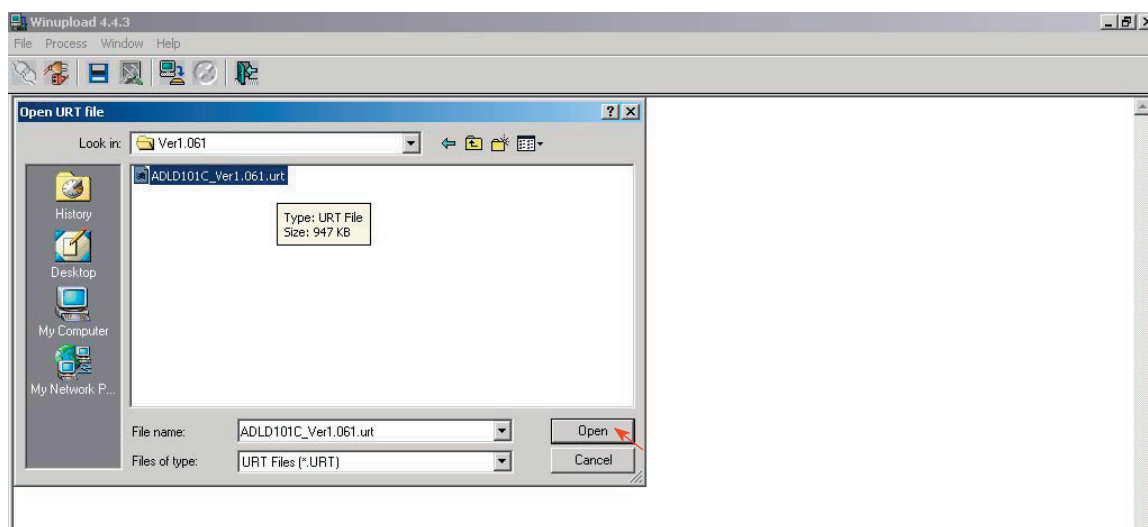 Winupload 4.4.3
File Process Window Help
Open URT file
Look in: Ver1.061
ADLD101C_Ver1.061.urt
Type: URT File
Size: 947 KB
History
Desktop
My Computer
My Network P...
File name: ADLD101C_Ver1.061.urt Open
Files of type: URT Files (*.URT) Cancel